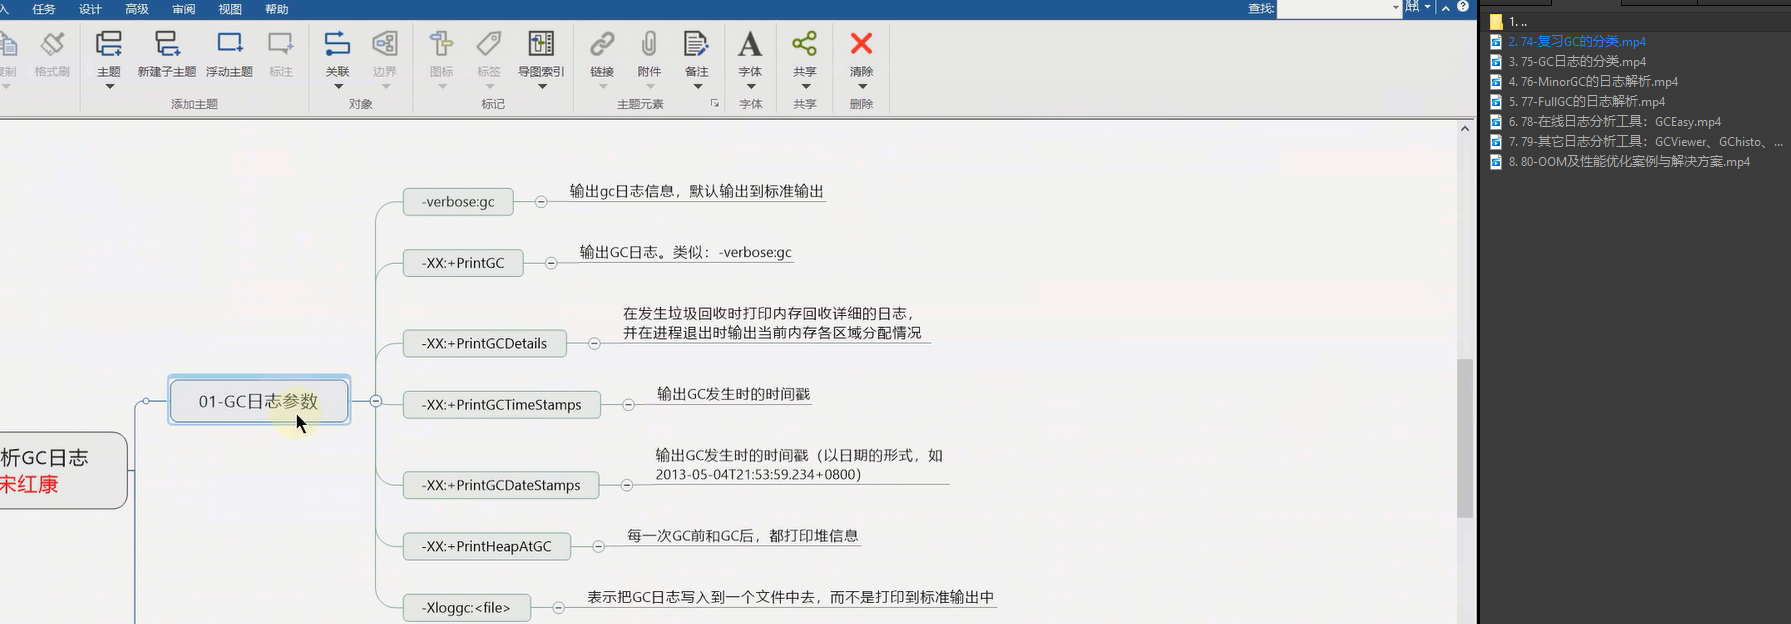 入 任务 设计 高级 审阅 视图 帮助
查找:
格式刷 主题 新建子主题 浮动主题 标注 关联 边界 图标 标签 导图索引 链接 附件 备注 字体 共享 清除
添加主题 对象 标记 主题元素 字体 共享 删除
-verbose:gc
输出gc日志信息，默认输出到标准输出
-XX:+PrintGC
输出GC日志。类似：-verbose:gc
-XX:+PrintGCDetails
在发生垃圾回收时打印内存回收详细的日志，
并在进程退出时输出当前内存各区域分配情况
01-GC日志参数
-XX:+PrintGCTimeStamps
输出GC发生时的时间戳
析GC日志
宋红康
-XX:+PrintGCDateStamps
输出GC发生时的时间戳（以日期的形式，如
2013-05-04T21:53:59.234+0800）
-XX:+PrintHeapAtGC
每一次GC前和GC后，都打印堆信息
-Xloggc:<file>
表示把GC日志写入到一个文件中去，而不是打印到标准输出中
1. ..
2. 74-复习GC的分类.mp4
3. 75-GC日志的分类.mp4
4. 76-MinorGC的日志解析.mp4
5. 77-FullGC的日志解析.mp4
6. 78-在线日志分析工具：GCEasy.mp4
7. 79-其它日志分析工具：GCViewer、GChisto、...
8. 80-OOM及性能优化案例与解决方案.mp4